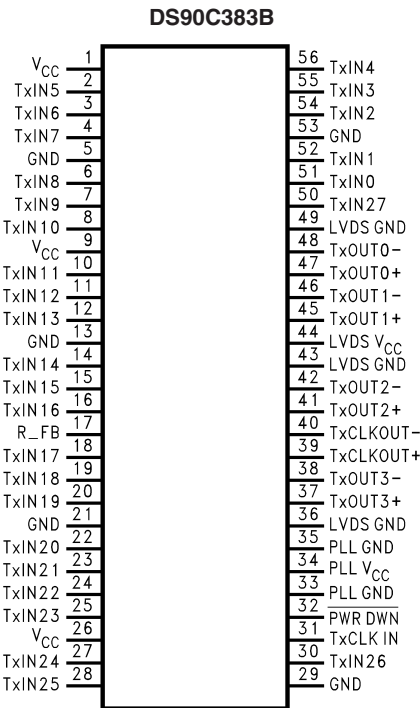 DS90C383B
VCC 1 56 TxIN4
TxIN5 2 55 TxIN3
TxIN6 3 54 TxIN2
TxIN7 4 53 GND
GND 5 52 TxIN1
TxIN8 6 51 TxIN0
TxIN9 7 50 TxIN27
TxIN10 8 49 LVDS GND
VCC 9 48 TxOUT0−
TxIN11 10 47 TxOUT0+
TxIN12 11 46 TxOUT1−
TxIN13 12 45 TxOUT1+
GND 13 44 LVDS VCC
TxIN14 14 43 LVDS GND
TxIN15 15 42 TxOUT2−
TxIN16 16 41 TxOUT2+
R_FB 17 40 TxCLKOUT−
TxIN17 18 39 TxCLKOUT+
TxIN18 19 38 TxOUT3−
TxIN19 20 37 TxOUT3+
GND 21 36 LVDS GND
TxIN20 22 35 PLL GND
TxIN21 23 34 PLL VCC
TxIN22 24 33 PLL GND
TxIN23 25 32 PWR DWN
VCC 26 31 TxCLK IN
TxIN24 27 30 TxIN26
TxIN25 28 29 GND